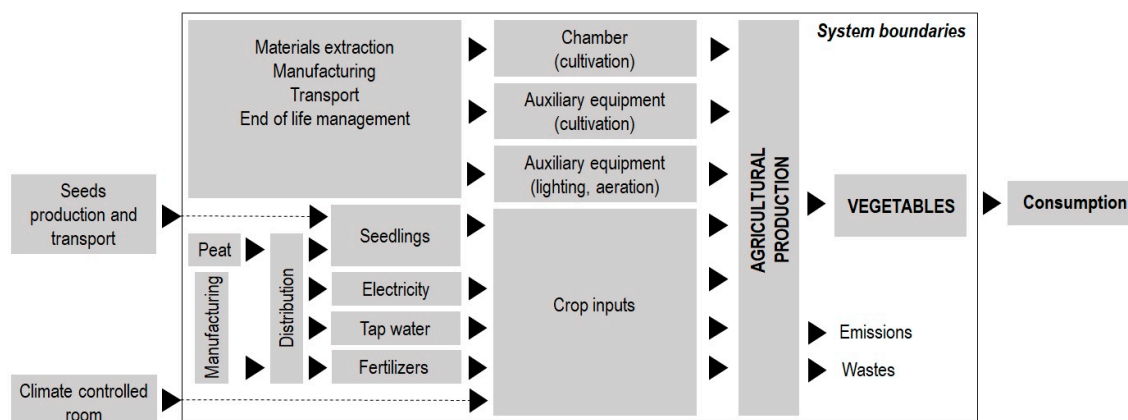 System boundaries
Materials extraction
Manufacturing
Transport
End of life management
Chamber
(cultivation)
Auxiliary equipment
(cultivation)
Auxiliary equipment
(lighting, aeration)
Seeds
production and
transport
Seedlings
Peat
Manufacturing
Distribution
Electricity
Tap water
Fertilizers
Climate controlled
room
Crop inputs
AGRICULTURAL
PRODUCTION
VEGETABLES
Consumption
Emissions
Wastes